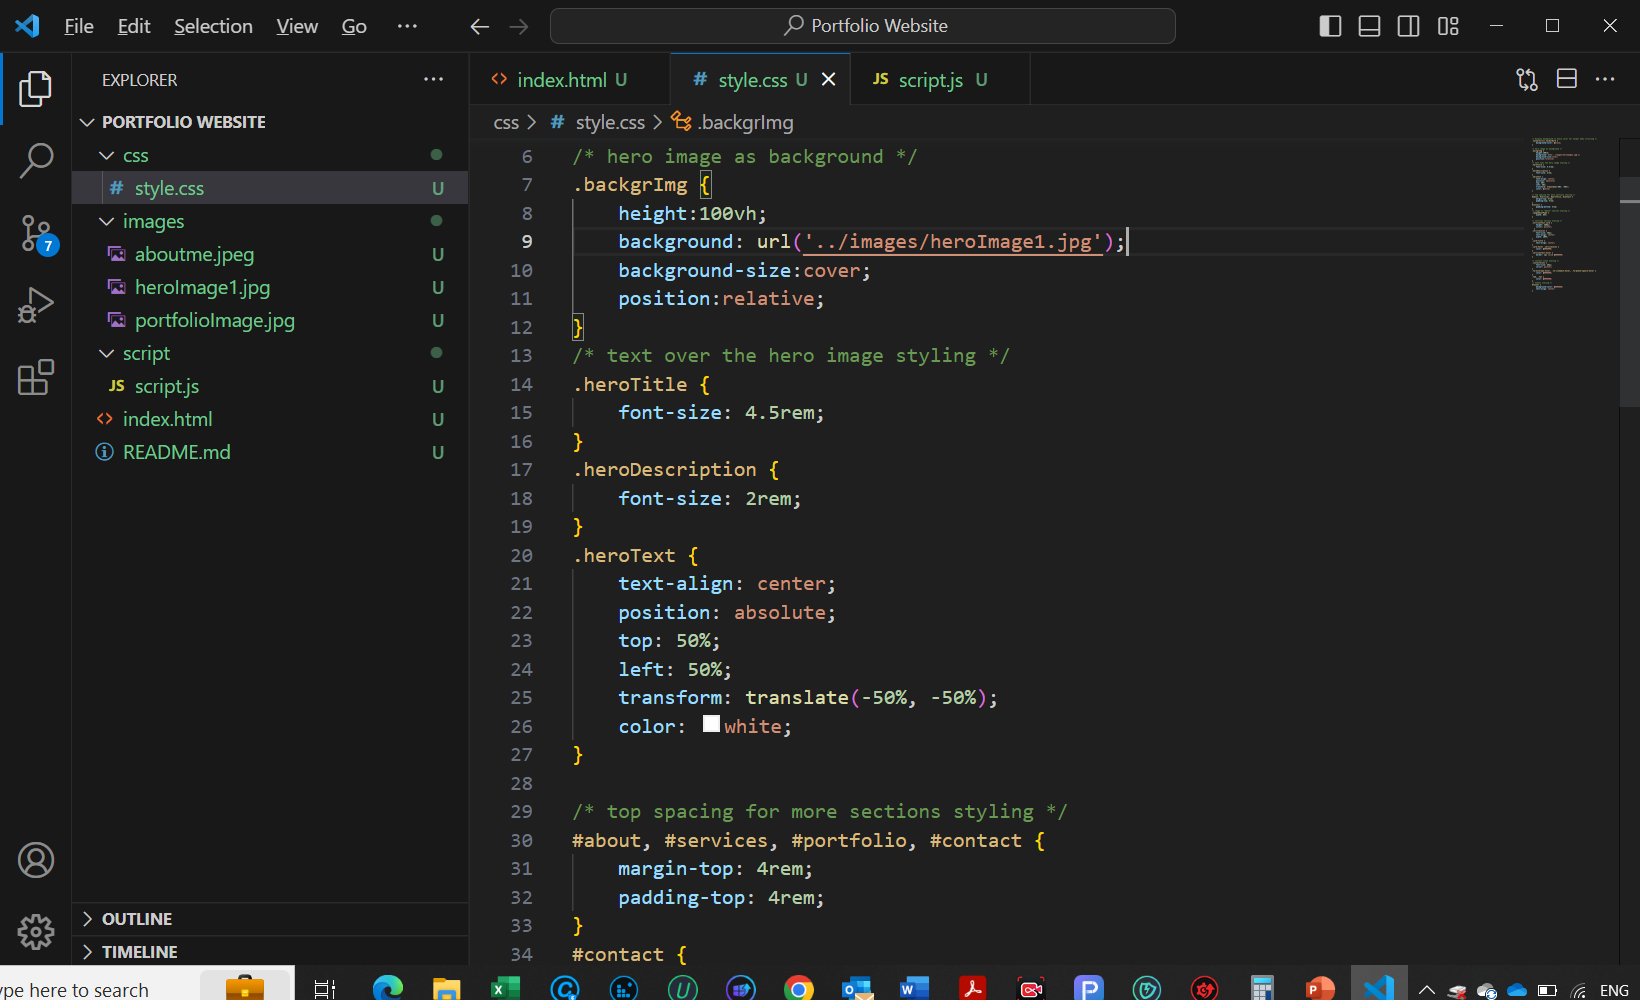 File Edit Selection View Go ··· Portfolio Website
EXPLORER ···
PORTFOLIO WEBSITE
css
# style.css U
images
aboutme.jpeg U
heroImage1.jpg U
portfolioImage.jpg U
script
JS script.js U
<> index.html U
README.md U
OUTLINE
TIMELINE
7
<> index.html U # style.css U JS script.js U
css > # style.css > .backgrImg
6 /* hero image as background */
7 .backgrImg {
8 height:100vh;
9 background: url('../images/heroImage1.jpg');
10 background-size:cover;
11 position:relative;
12 }
13 /* text over the hero image styling */
14 .heroTitle {
15 font-size: 4.5rem;
16 }
17 .heroDescription {
18 font-size: 2rem;
19 }
20 .heroText {
21 text-align: center;
22 position: absolute;
23 top: 50%;
24 left: 50%;
25 transform: translate(-50%, -50%);
26 color: white;
27 }
28
29 /* top spacing for more sections styling */
30 #about, #services, #portfolio, #contact {
31 margin-top: 4rem;
32 padding-top: 4rem;
33 }
34 #contact {
ype here to search
ENG